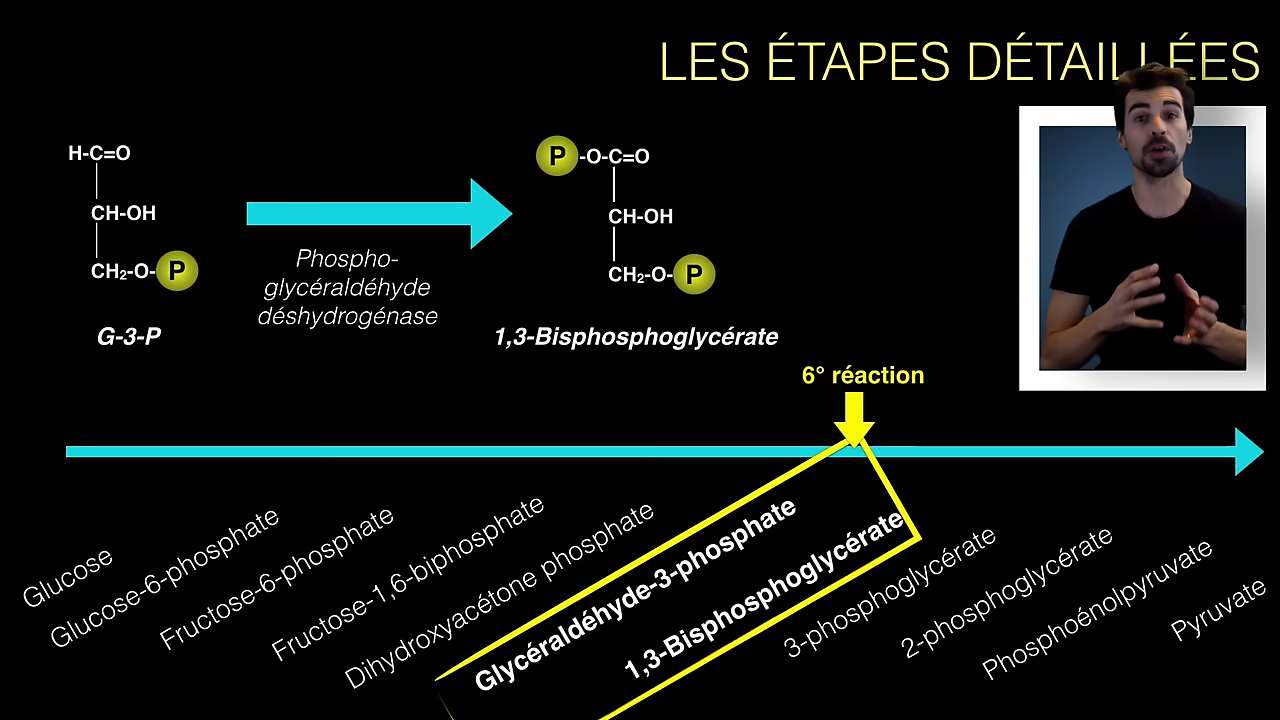 LES ÉTAPES DÉTAILLÉES
H-C=O
CH-OH
CH₂-O-P
G-3-P
Phospho-
glycéraldéhyde
déshydrogénase
P-O-C=O
CH-OH
CH₂-O-P
1,3-Bisphosphoglycérate
6° réaction
Glucose
Glucose-6-phosphate
Fructose-6-phosphate
Fructose-1,6-biphosphate
Dihydroxyacétone phosphate
Glycéraldéhyde-3-phosphate
1,3-Bisphosphoglycérate
3-phosphoglycérate
2-phosphoglycérate
Phosphoénolpyruvate
Pyruvate